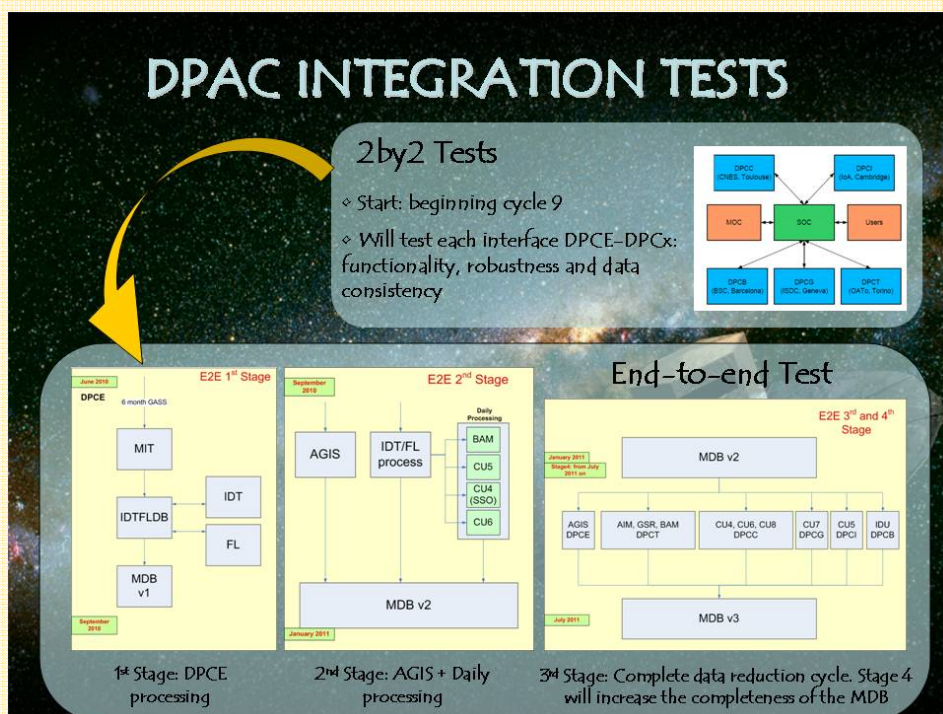 DPAC INTEGRATION TESTS
2by2 Tests
⋄ Start: beginning cycle 9
⋄ Will test each interface DPCE-DPCx:
functionality, robustness and data
consistency
DPCC
(CNES, Toulouse)
DPCI
(IoA, Cambridge)
MOC
SOC
Users
DPCB
(BSC, Barcelona)
DPCG
(ISDC, Geneva)
DPCT
(OATo, Torino)
End-to-end Test
E2E 1st Stage
June 2010
DPCE
6 month GASS
MIT
IDTFLDB
IDT
FL
MDB
v1
September
2010
1st Stage: DPCE
processing
E2E 2nd Stage
September
2010
Daily
Processing
AGIS
IDT/FL
process
BAM
CU5
CU4
(SSO)
CU6
MDB v2
January 2011
2nd Stage: AGIS + Daily
processing
E2E 3rd and 4th
Stage
January 2011
Stage4: from July
2011 on
MDB v2
AGIS
DPCE
AIM, GSR, BAM
DPCT
CU4, CU6, CU8
DPCC
CU7
DPCG
CU5
DPCI
IDU
DPCB
MDB v3
July 2011
3rd Stage: Complete data reduction cycle. Stage 4
will increase the completeness of the MDB